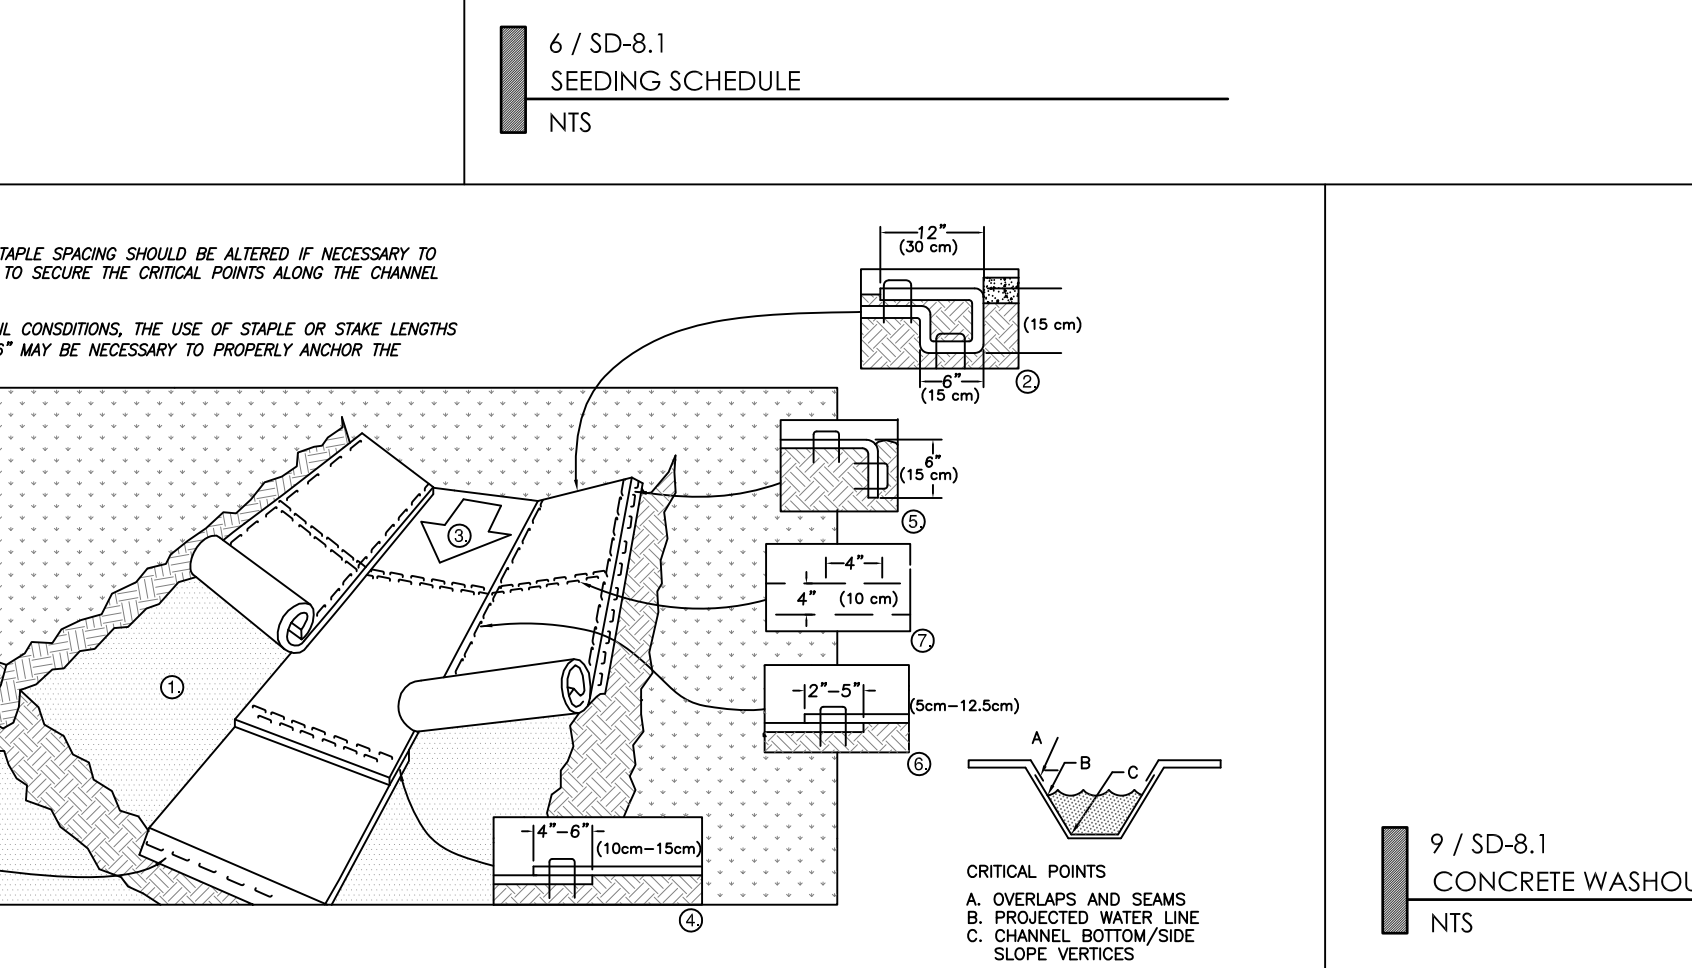 6 / SD-8.1
SEEDING SCHEDULE
NTS
TAPLE SPACING SHOULD BE ALTERED IF NECESSARY TO
TO SECURE THE CRITICAL POINTS ALONG THE CHANNEL
IL CONSDITIONS, THE USE OF STAPLE OR STAKE LENGTHS
6" MAY BE NECESSARY TO PROPERLY ANCHOR THE
12"
(30 cm)
(15 cm)
6"
(15 cm)
2.
6"
(15 cm)
5.
3.
4"
4"
(10 cm)
7.
1.
2"-5"
(5cm-12.5cm)
6.
A
B
C
4"-6"
(10cm-15cm)
4.
CRITICAL POINTS
A. OVERLAPS AND SEAMS
B. PROJECTED WATER LINE
C. CHANNEL BOTTOM/SIDE
SLOPE VERTICES
9 / SD-8.1
CONCRETE WASHOU
NTS